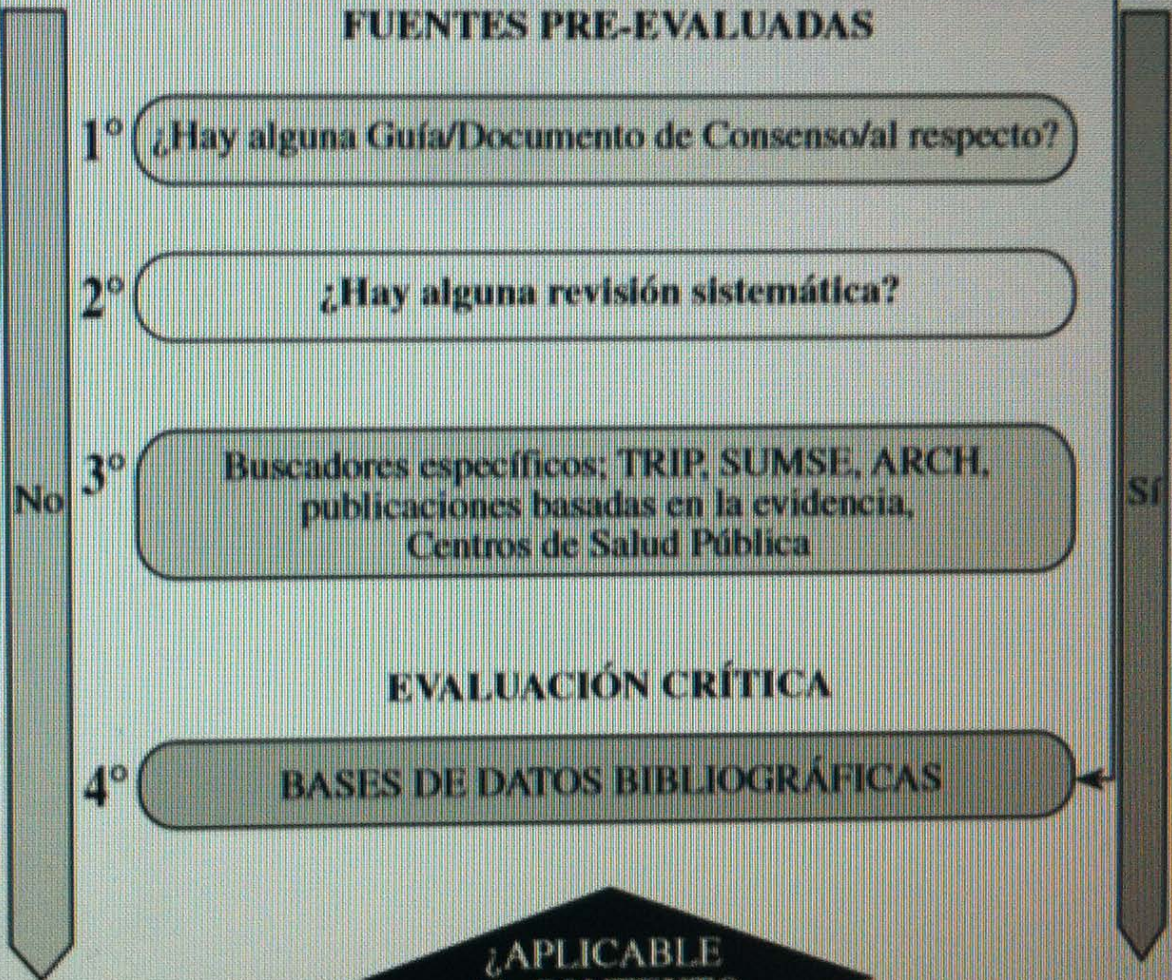 FUENTES PRE-EVALUADAS
1° ¿Hay alguna Guía/Documento de Consenso/al respecto?
2° ¿Hay alguna revisión sistemática?
3° Buscadores específicos; TRIP, SUMSE, ARCH,
publicaciones basadas en la evidencia,
Centros de Salud Pública
No
Sí
EVALUACIÓN CRÍTICA
4° BASES DE DATOS BIBLIOGRÁFICAS
¿APLICABLE